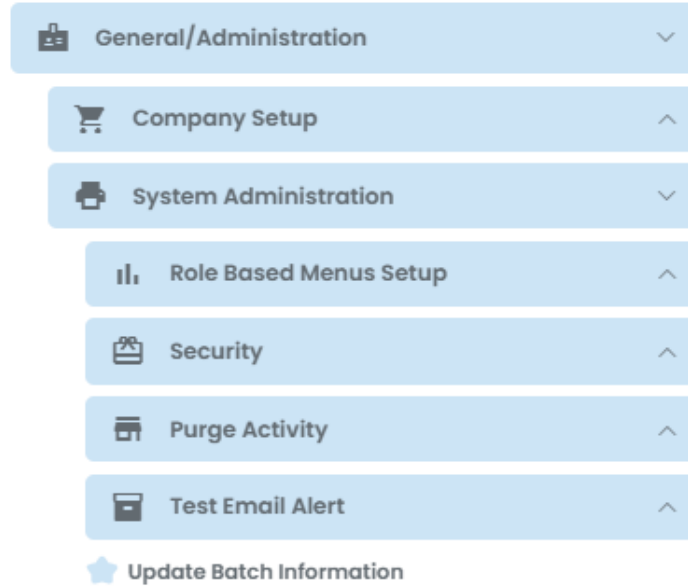 General/Administration
Company Setup
System Administration
Role Based Menus Setup
Security
Purge Activity
Test Email Alert
Update Batch Information